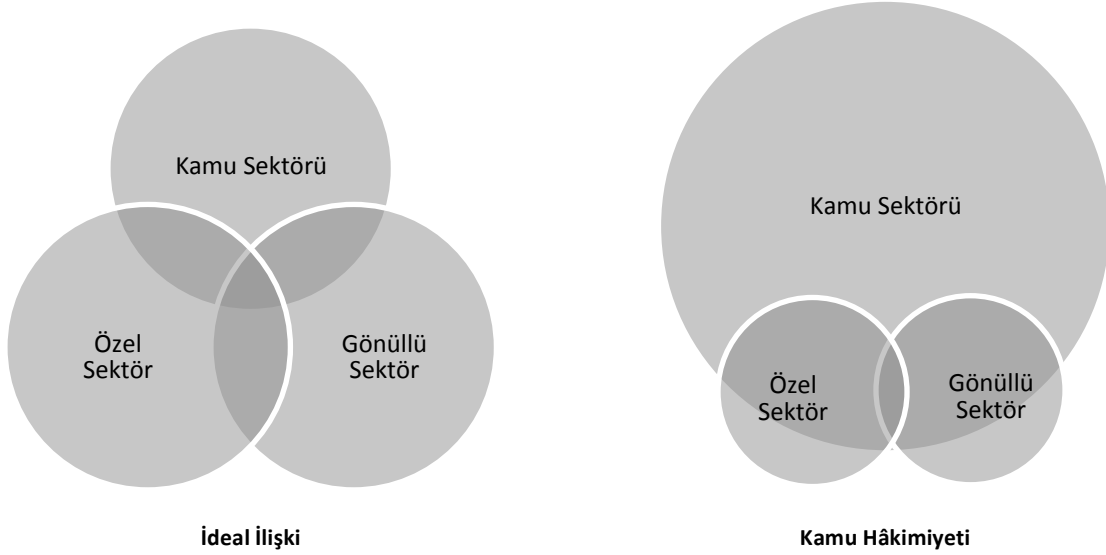 Kamu Sektörü
Özel
Sektör
Gönüllü
Sektör
İdeal İlişki
Kamu Sektörü
Özel
Sektör
Gönüllü
Sektör
Kamu Hâkimiyeti